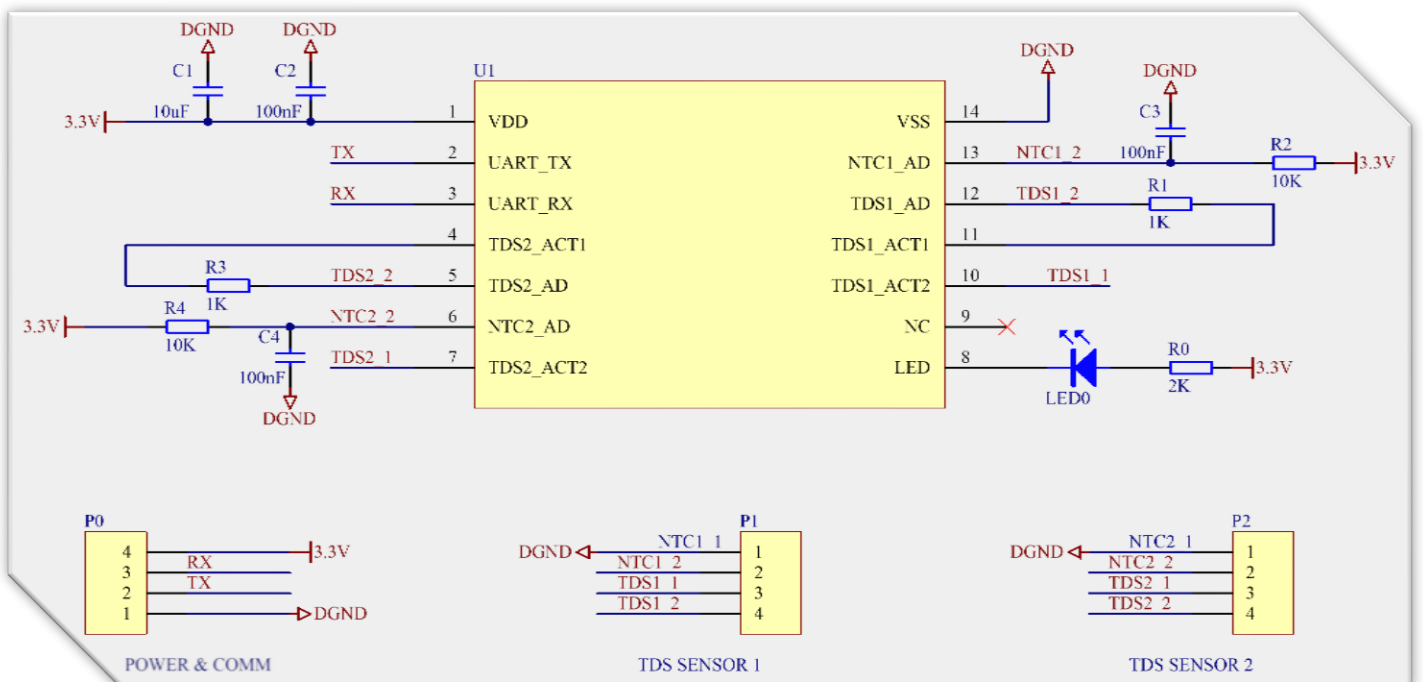 DGND DGND
C1 C2 U1 DGND DGND
10uF 100nF C3
3.3V 1 VDD VSS 14
TX 2 UART_TX NTC1_AD 13 NTC1_2 100nF R2 10K 3.3V
RX 3 UART_RX TDS1_AD 12 TDS1_2 R1 1K
4 TDS2_ACT1 TDS1_ACT1 11
R3 1K TDS2_2 5 TDS2_AD TDS1_ACT2 10 TDS1_1
3.3V R4 10K C4 NTC2_2 6 NTC2_AD NC 9
100nF TDS2_1 7 TDS2_ACT2 LED 8 LED0 R0 2K 3.3V
DGND
P0 P1 P2
4 3.3V DGND NTC1_1 1 DGND NTC2_1 1
3 RX NTC1_2 2 NTC2_2 2
2 TX TDS1_1 3 TDS2_1 3
1 DGND TDS1_2 4 TDS2_2 4
POWER & COMM TDS SENSOR 1 TDS SENSOR 2